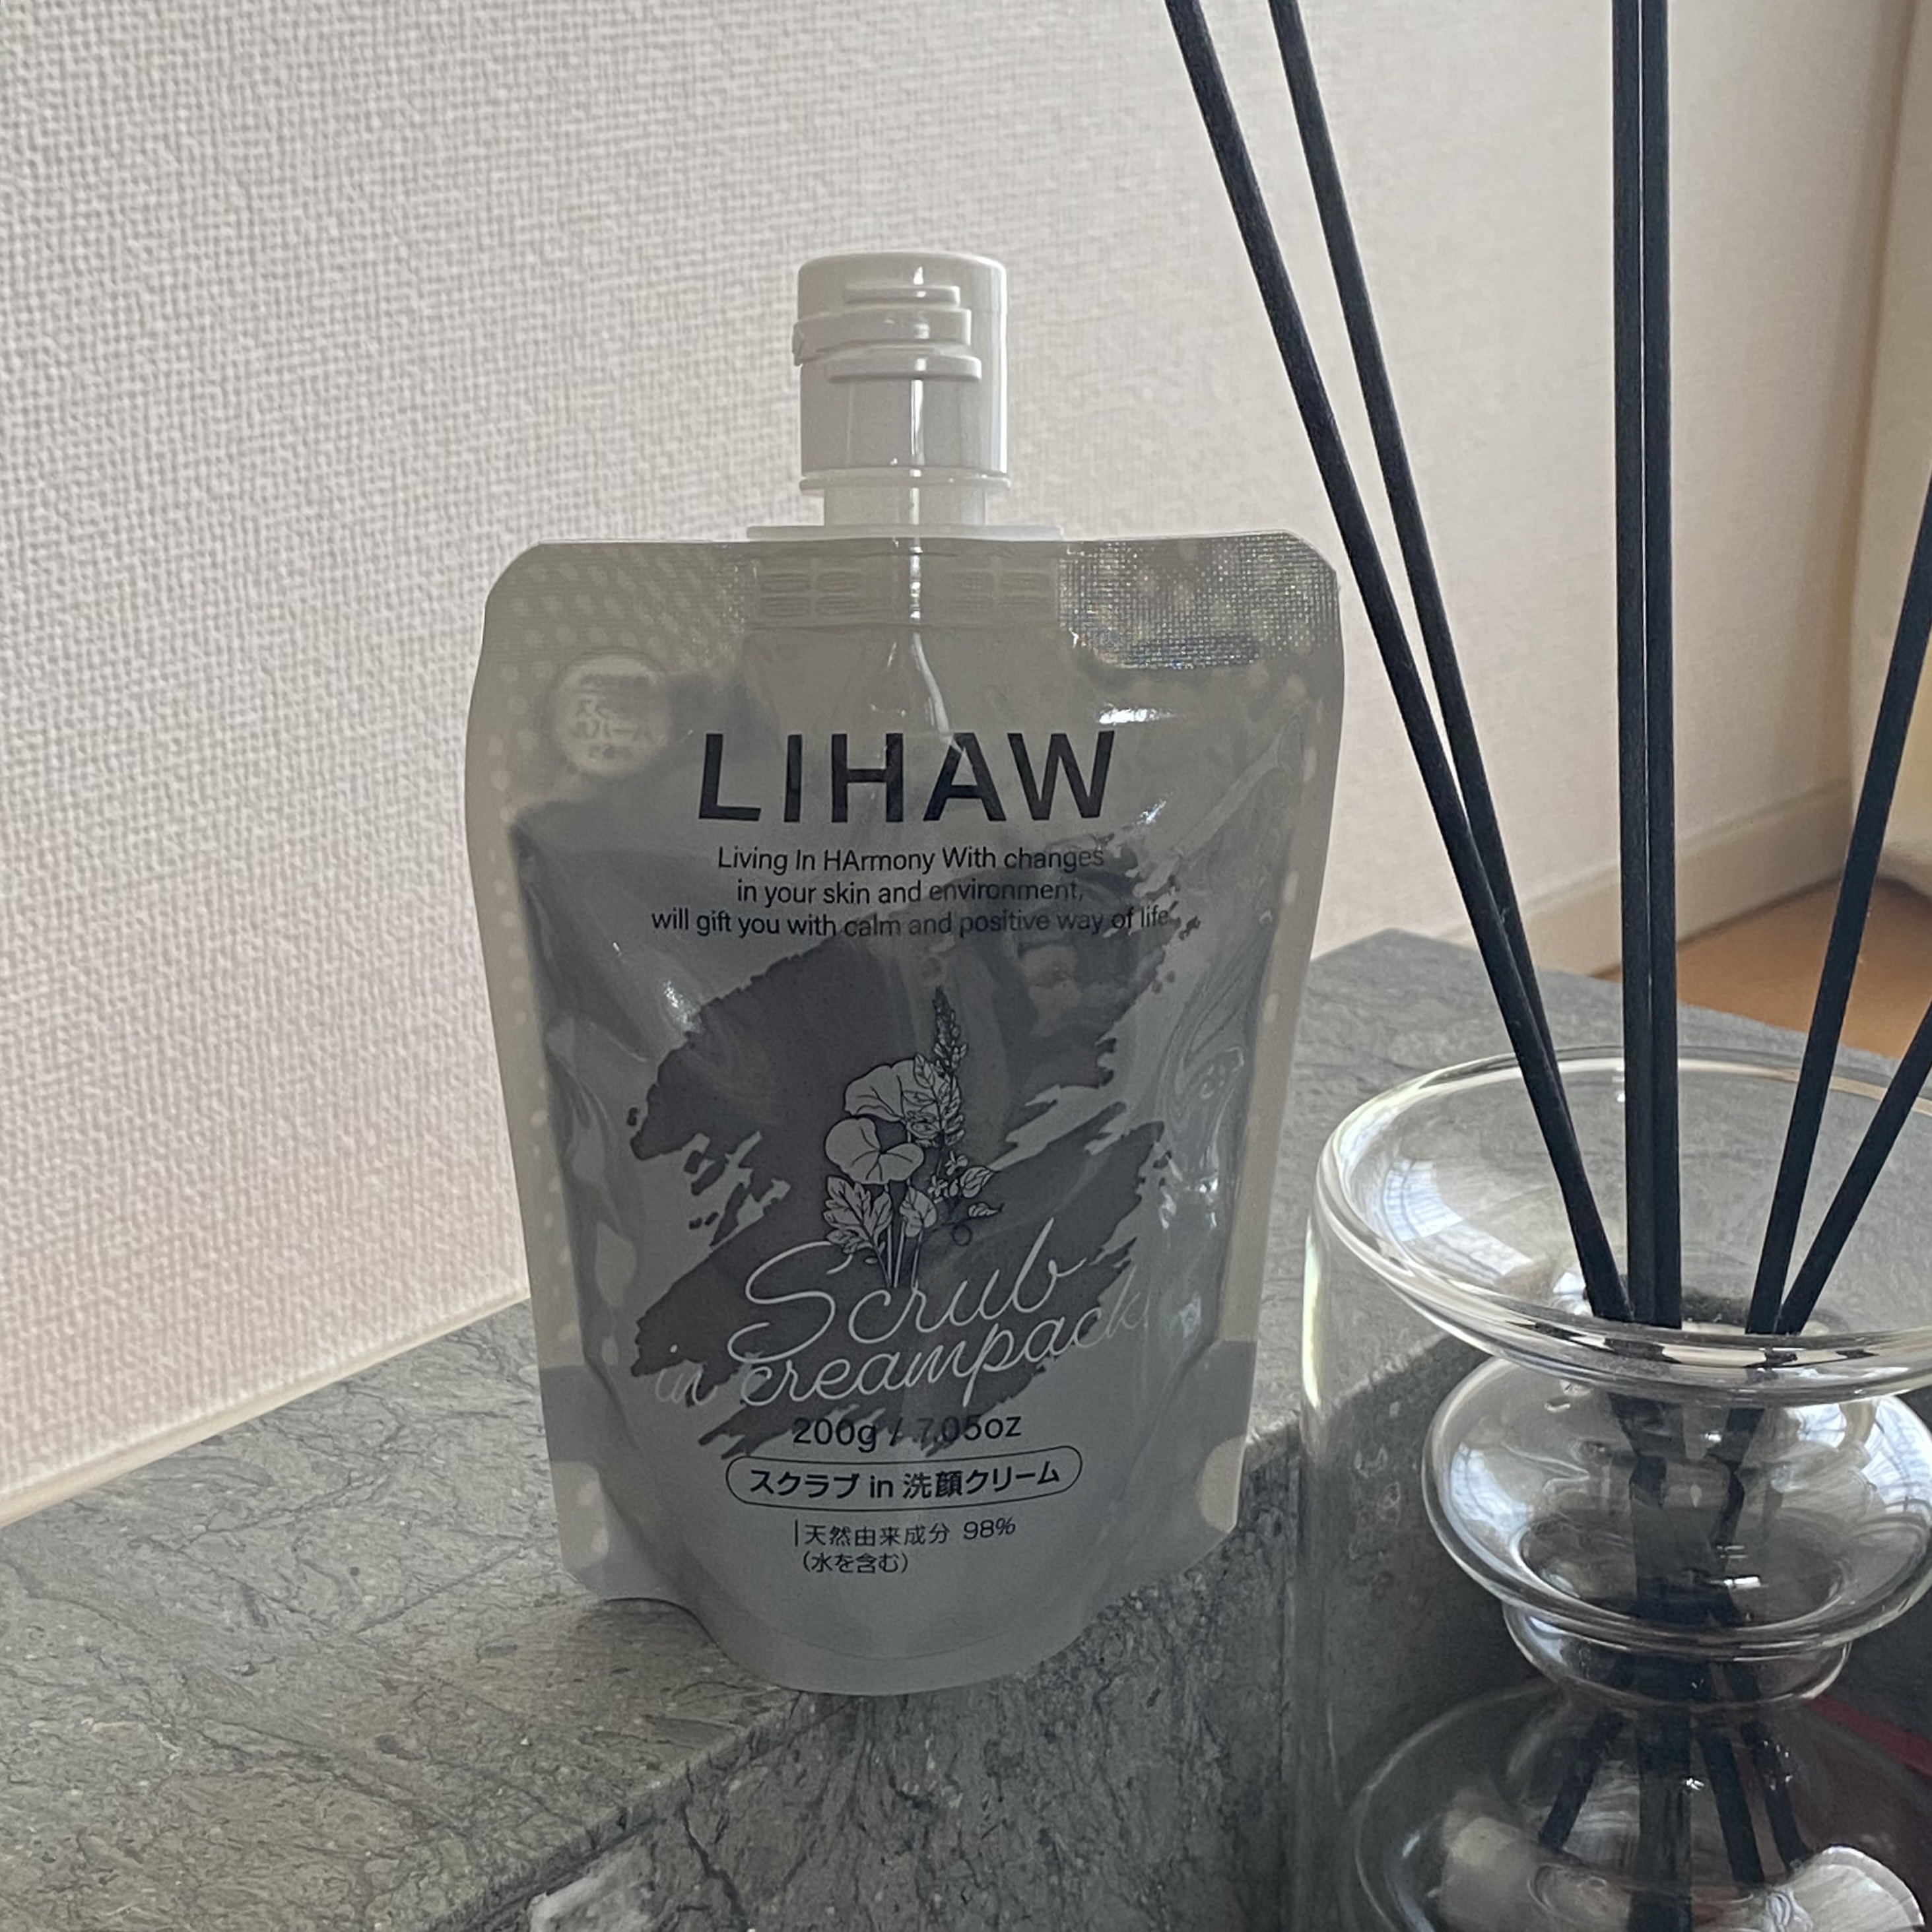 LIHAW
Living In HArmony With changes
in your skin and environment,
will gift you with calm and positive way of life.
Scrub
in creampack
200g / 7.05oz
スクラブ in 洗顔クリーム
天然由来成分 98%
(水を含む)